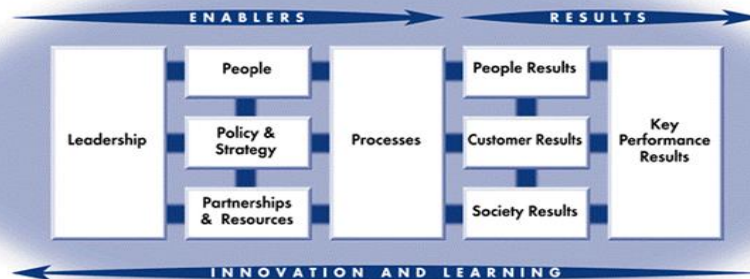 ENABLERS
RESULTS
Leadership
People
Policy &
Strategy
Partnerships
& Resources
Processes
People Results
Customer Results
Society Results
Key
Performance
Results
INNOVATION AND LEARNING